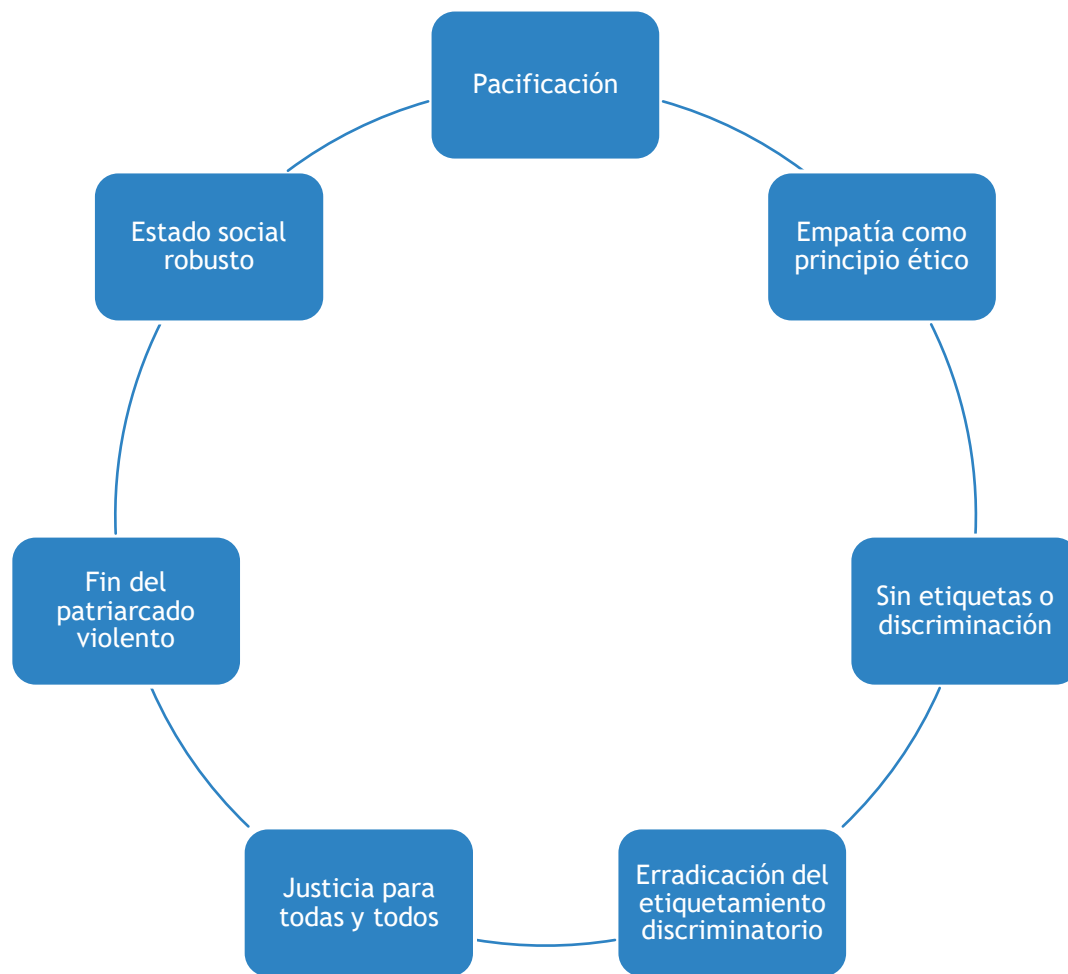 Pacificación
Empatía como
principio ético
Sin etiquetas o
discriminación
Erradicación del
etiquetamiento
discriminatorio
Justicia para
todas y todos
Fin del
patriarcado
violento
Estado social
robusto